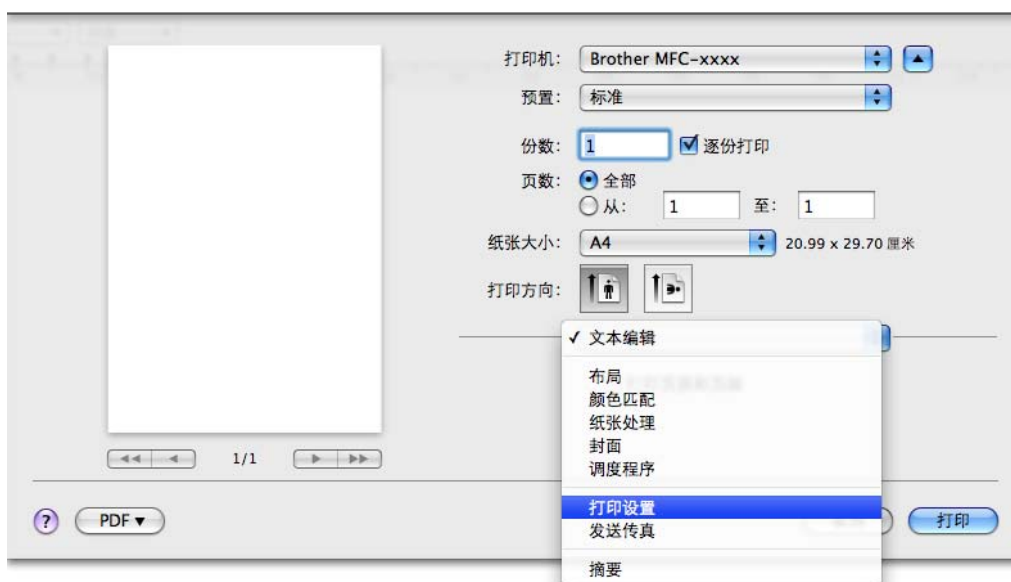 打印机： Brother MFC-xxxx
预置： 标准
份数： 1 逐份打印
页数： 全部
从： 1 至： 1
纸张大小： A4 20.99 x 29.70 厘米
打印方向：
✓ 文本编辑
布局
颜色匹配
纸张处理
封面
调度程序
打印设置
发送传真
摘要
1/1
? PDF▼
打印